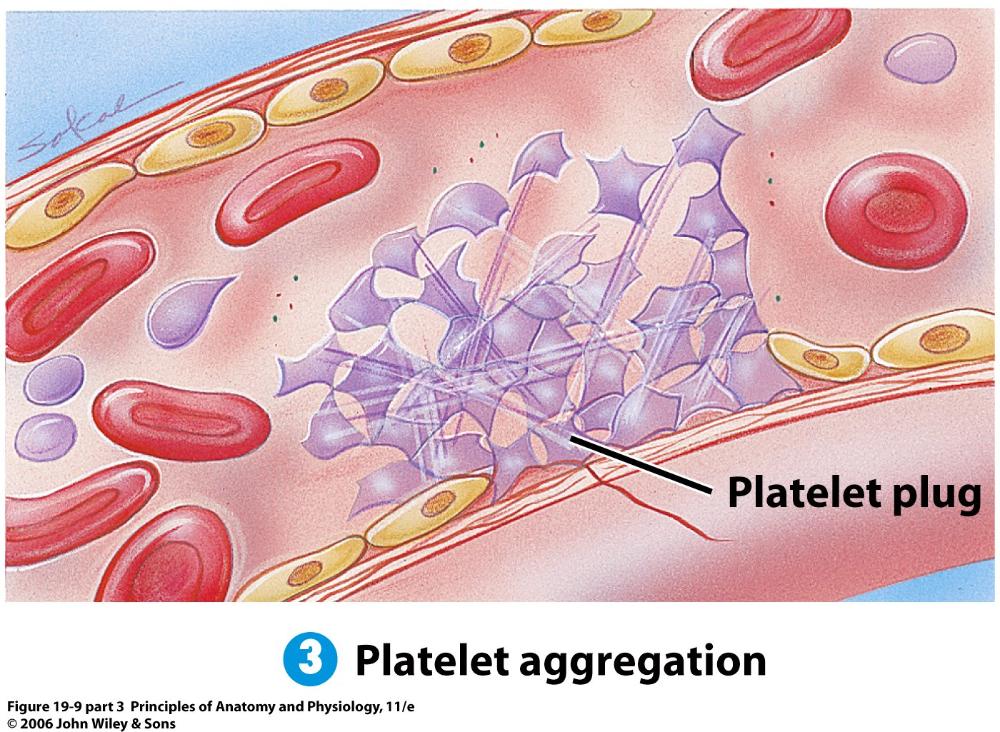 Sokal
Platelet plug
3 Platelet aggregation
Figure 19-9 part 3 Principles of Anatomy and Physiology, 11/e
© 2006 John Wiley & Sons